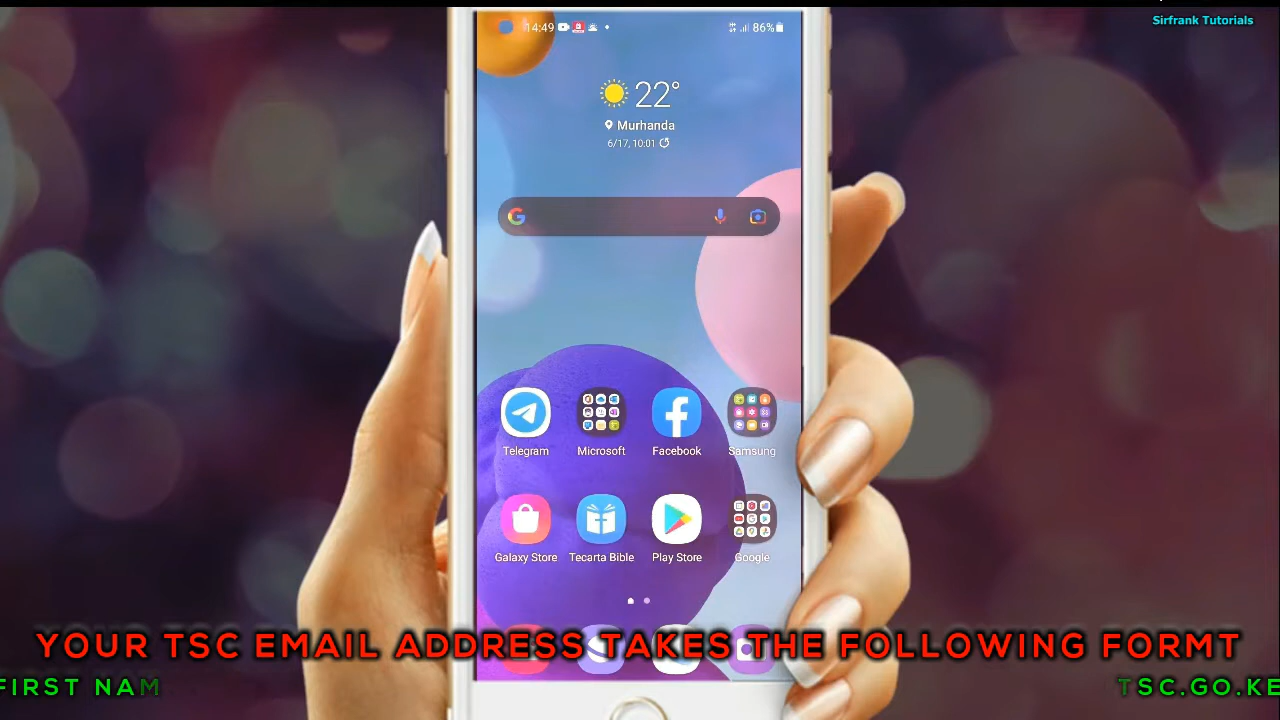 Sirfrank Tutorials
14:49
86%
22°
Murhanda
6/17, 10:01
Telegram Microsoft Facebook Samsung
Galaxy Store Tecarta Bible Play Store Google
YOUR TSC EMAIL ADDRESS TAKES THE FOLLOWING FORMT
FIRST NAM
TSC.GO.KE